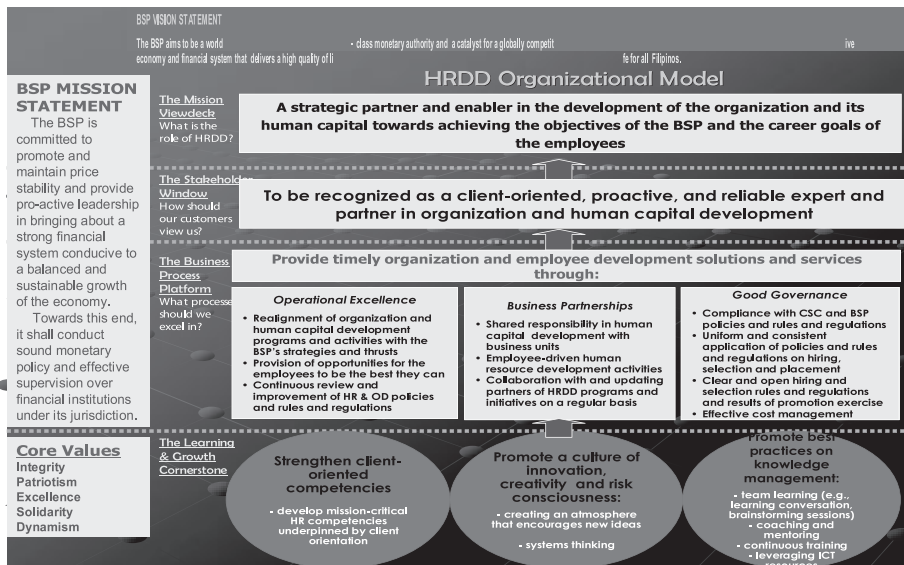 BSP VISION STATEMENT
The BSP aims to be a world - class monetary authority and a catalyst for a globally competit ive
economy and financial system that delivers a high quality of li fe for all Filipinos.
HRDD Organizational Model
BSP MISSION
STATEMENT
The BSP is
committed to
promote and
maintain price
stability and provide
pro-active leadership
in bringing about a
strong financial
system conducive to
a balanced and
sustainable growth
of the economy.
Towards this end,
it shall conduct
sound monetary
policy and effective
supervision over
financial institutions
under its jurisdiction.
Core Values
Integrity
Patriotism
Excellence
Solidarity
Dynamism
The Mission
Viewdeck
What is the
role of HRDD?
A strategic partner and enabler in the development of the organization and its
human capital towards achieving the objectives of the BSP and the career goals of
the employees
The Stakeholder
Window
How should
our customers
view us?
To be recognized as a client-oriented, proactive, and reliable expert and
partner in organization and human capital development
The Business
Process
Platform
What processe
should we
excel in?
Provide timely organization and employee development solutions and services
through:
Operational Excellence
• Realignment of organization and
human capital development
programs and activities with the
BSP's strategies and thrusts
• Provision of opportunities for the
employees to be the best they can
• Continuous review and
improvement of HR & OD policies
and rules and regulations
Business Partnerships
• Shared responsibility in human
capital development with
business units
• Employee-driven human
resource development activities
• Collaboration with and updating
partners of HRDD programs and
initiatives on a regular basis
Good Governance
• Compliance with CSC and BSP
policies and rules and regulations
• Uniform and consistent
application of policies and rules
and regulations on hiring,
selection and placement
• Clear and open hiring and
selection rules and regulations
and results of promotion exercise
• Effective cost management
The Learning
& Growth
Cornerstone
Strengthen client-
oriented
competencies
- develop mission-critical
HR competencies
underpinned by client
orientation
Promote a culture of
innovation,
creativity and risk
consciousness:
- creating an atmosphere
that encourages new ideas
- systems thinking
Promote best
practices on
knowledge
management:
- team learning (e.g.,
learning conversation,
brainstorming sessions)
- coaching and
mentoring
- continuous training
- leveraging ICT
resources